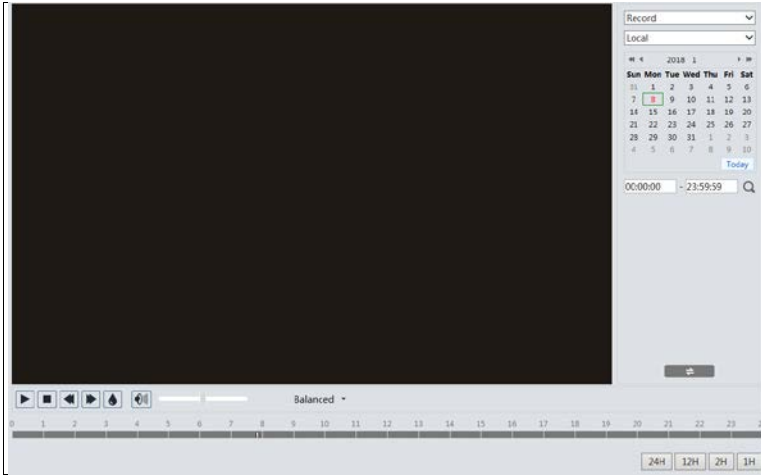 Record
Local
2018 1
Sun Mon Tue Wed Thu Fri Sat
31 1 2 3 4 5 6
7 8 9 10 11 12 13
14 15 16 17 18 19 20
21 22 23 24 25 26 27
28 29 30 31 1 2 3
4 5 6 7 8 9 10
Today
00:00:00 - 23:59:59
Balanced
0 1 2 3 4 5 6 7 8 9 10 11 12 13 14 15 16 17 18 19 20 21 22 23 2
24H 12H 2H 1H